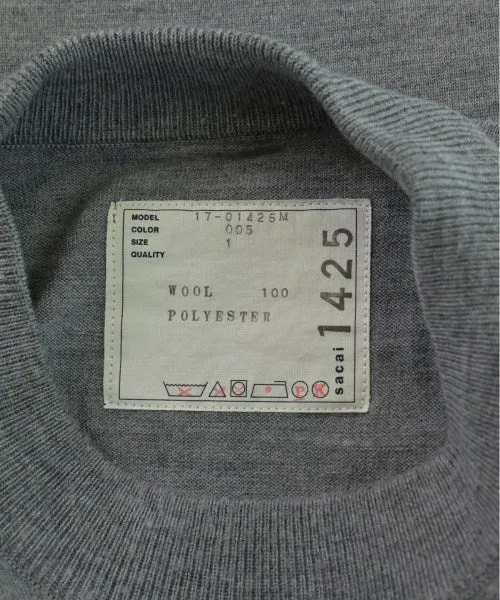 MODEL 17-01425M
COLOR 005
SIZE 1
QUALITY
WOOL 100
POLYESTER
P
sacai 1425